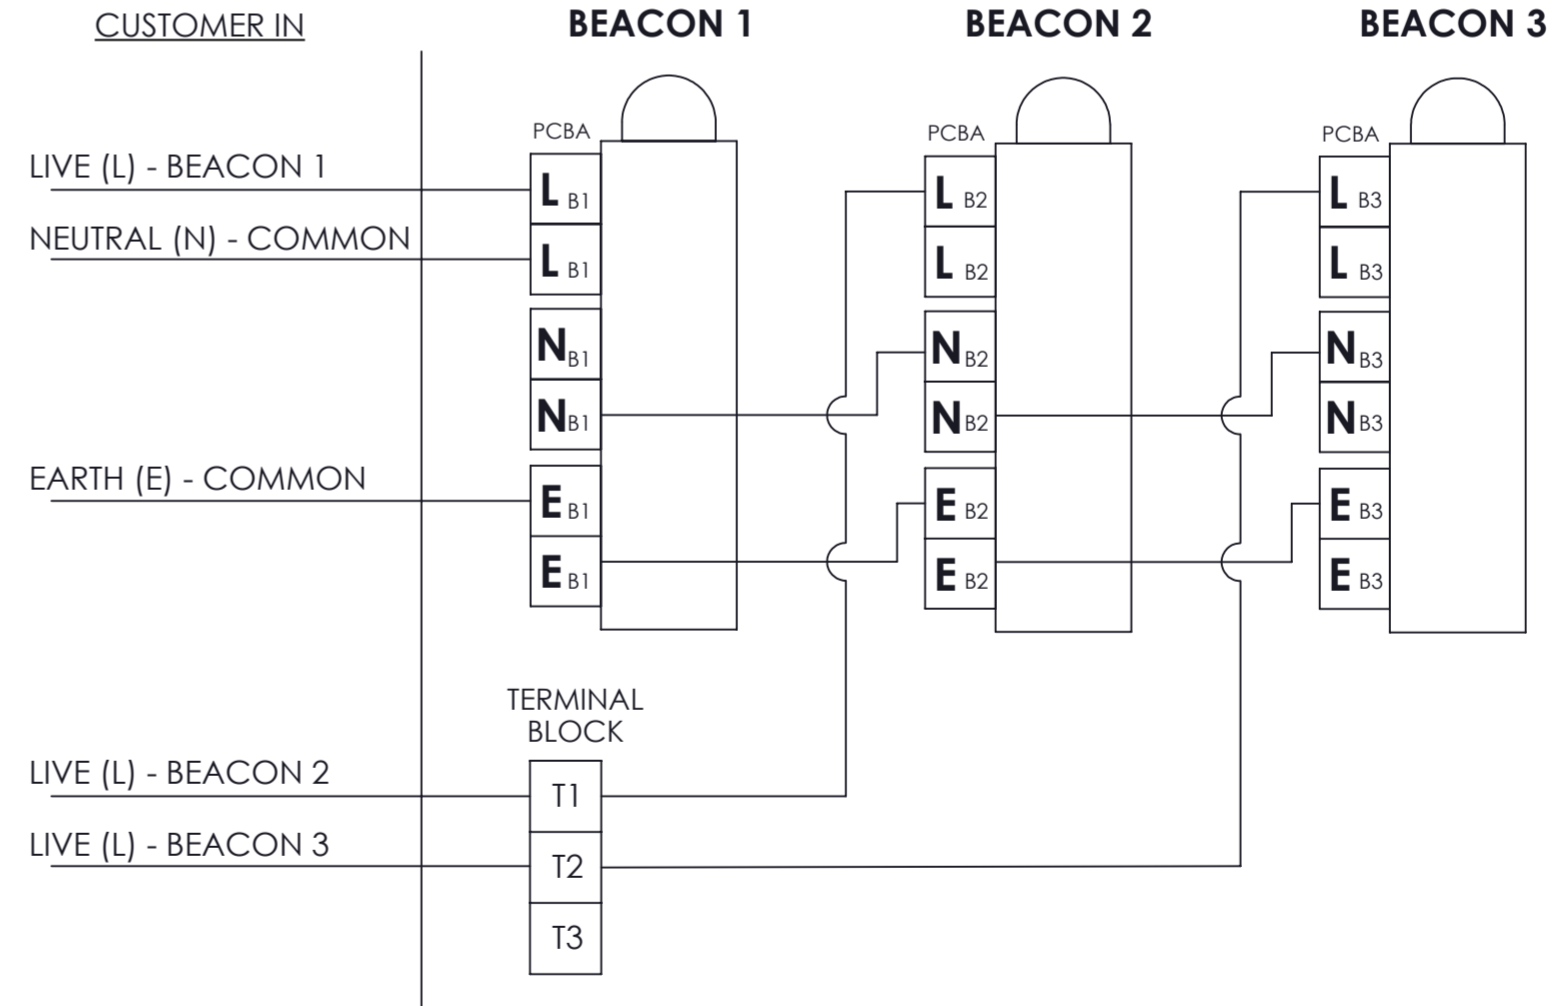 CUSTOMER IN
BEACON 1
BEACON 2
BEACON 3
PCBA
PCBA
PCBA
LIVE (L) - BEACON 1
L B1
L B2
L B3
NEUTRAL (N) - COMMON
L B1
L B2
L B3
N B1
N B2
N B3
N B1
N B2
N B3
EARTH (E) - COMMON
E B1
E B2
E B3
E B1
E B2
E B3
TERMINAL
BLOCK
LIVE (L) - BEACON 2
T1
LIVE (L) - BEACON 3
T2
T3